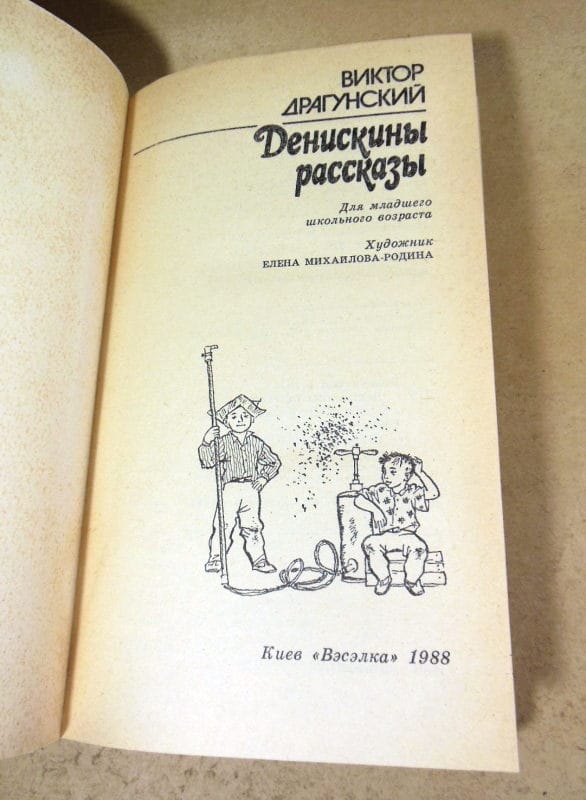 ВИКТОР
ДРАГУНСКИЙ
Денискины
рассказы
Для младшего
школьного возраста
Художник
ЕЛЕНА МИХАЙЛОВА-РОДИНА
Киев «Вэсэлка» 1988